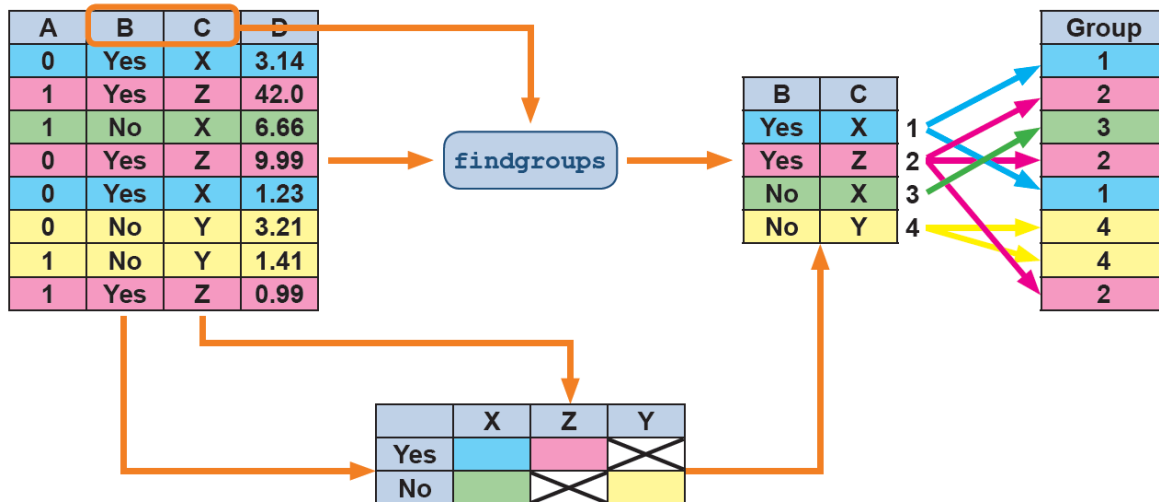 A B C D
0 Yes X 3.14
1 Yes Z 42.0
1 No X 6.66
0 Yes Z 9.99
0 Yes X 1.23
0 No Y 3.21
1 No Y 1.41
1 Yes Z 0.99
findgroups
B C
Yes X 1
Yes Z 2
No X 3
No Y 4
Group
1
2
3
2
1
4
4
2
X Z Y
Yes
No